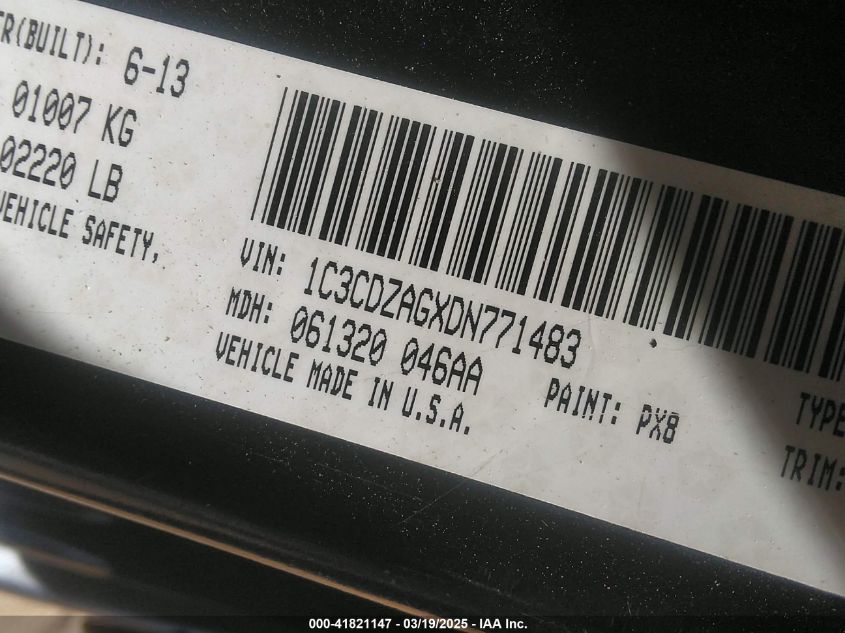 TR(BUILT): 6-13
01007 KG
02220 LB
VEHICLE SAFETY,
VIN: 1C3CDZAGXDN771483
MDH: 061320 046AA
VEHICLE MADE IN U.S.A.
PAINT: PX8
TYPE
TRIM:
000-41821147 - 03/19/2025 - IAA Inc.